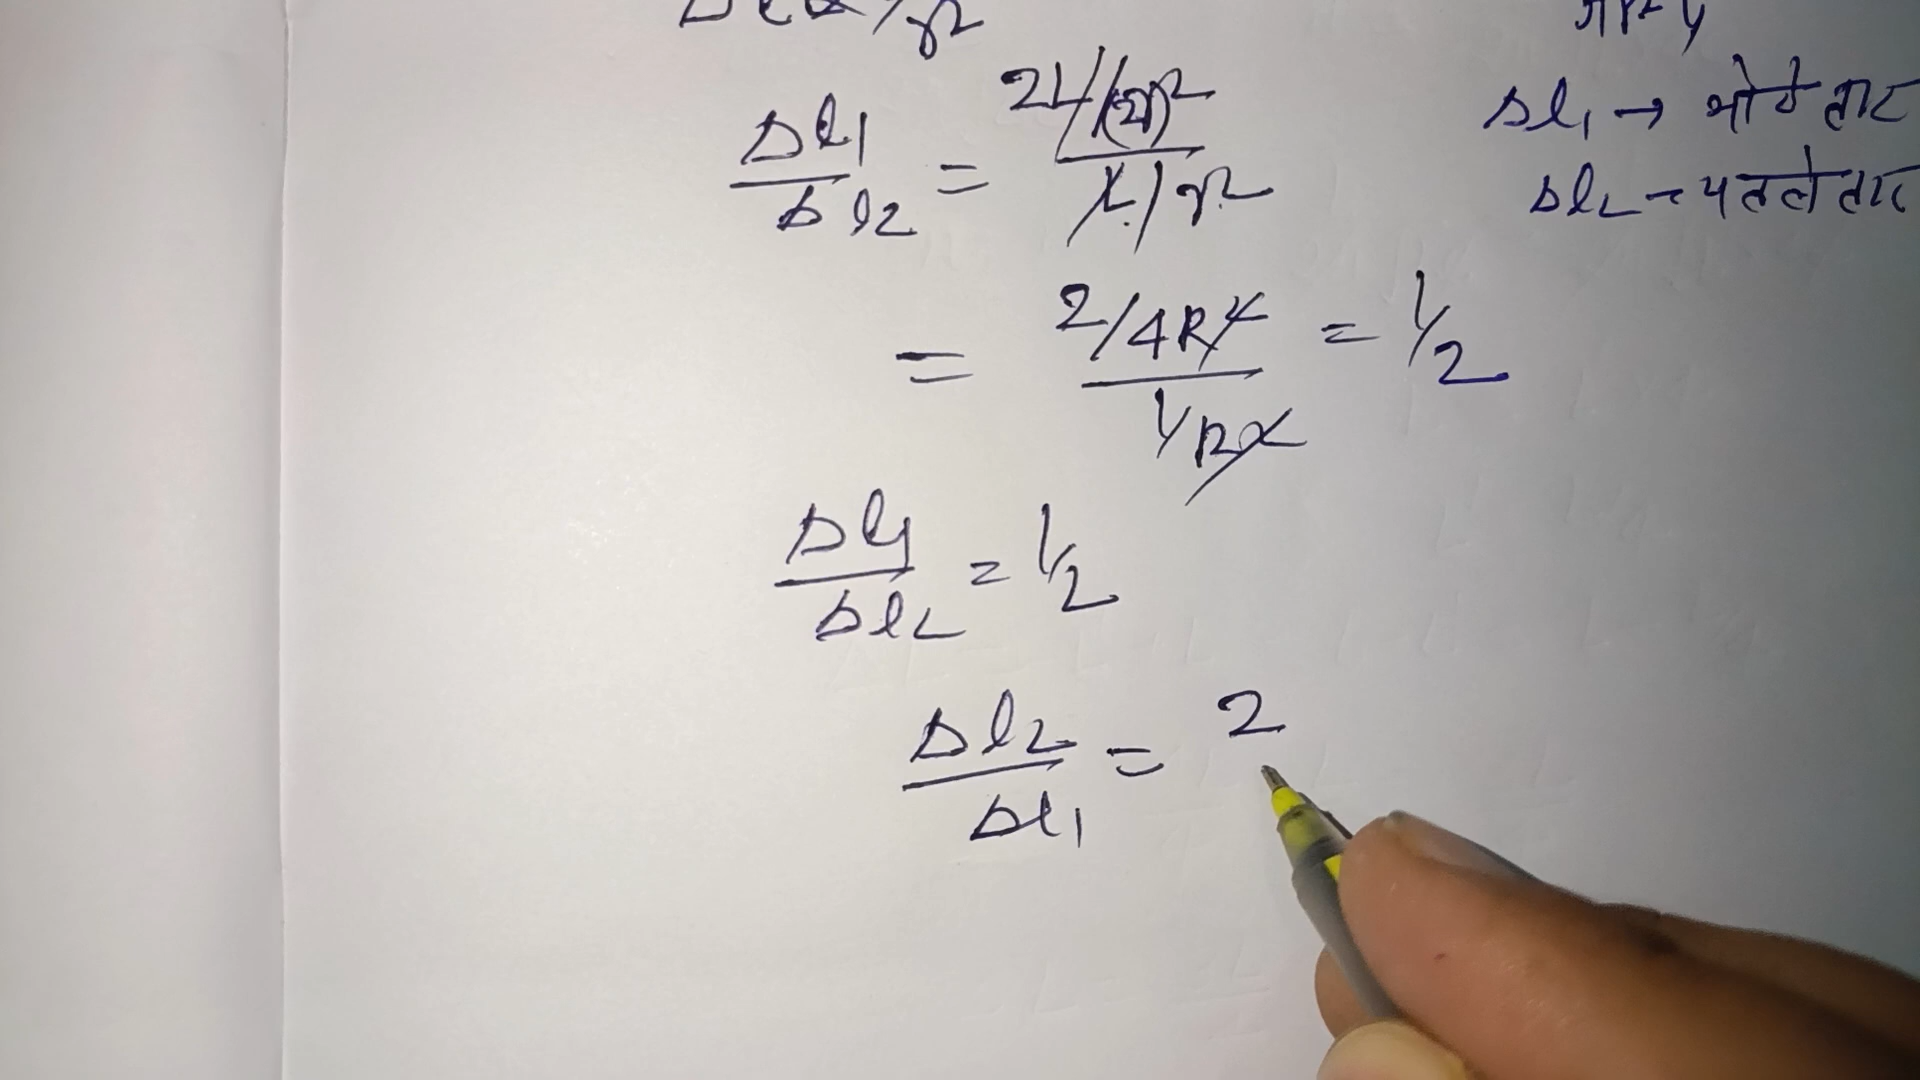 Δl1/Δl2 = 2L/(2r)² / L/r²
Δl1 → मोटे तार
Δl2 → पतले तार
= 2/4R² / 1/R² = 1/2
Δl1/Δl2 = 1/2
Δl2/Δl1 = 2